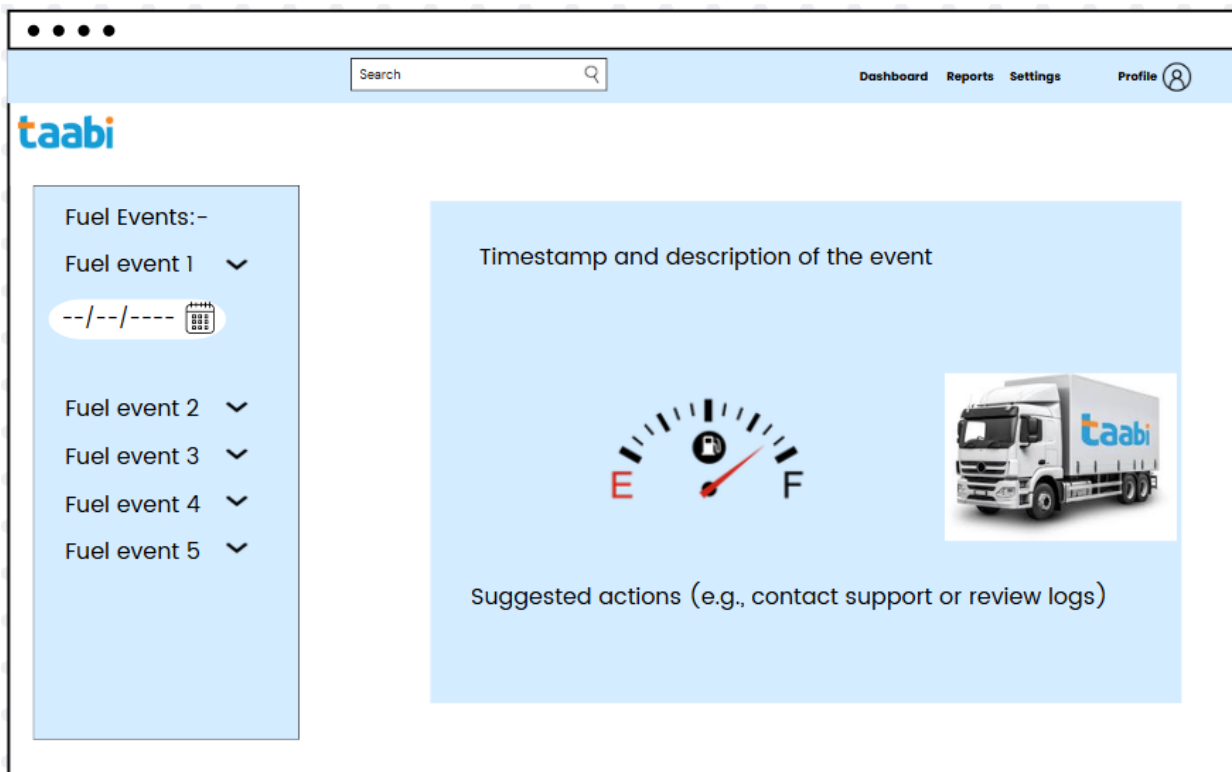 Search
Dashboard Reports Settings Profile
taabi
Fuel Events:-
Fuel event 1
--/--/----
Fuel event 2
Fuel event 3
Fuel event 4
Fuel event 5
Timestamp and description of the event
E F
taabi
Suggested actions (e.g., contact support or review logs)